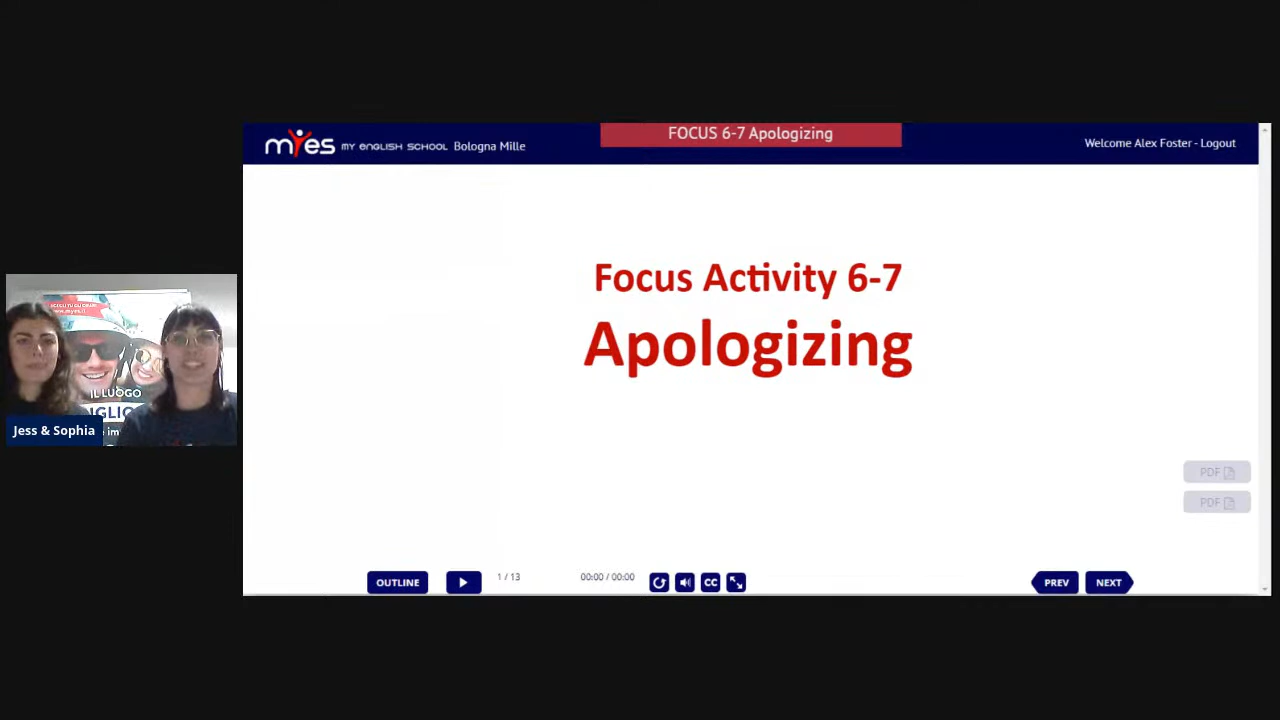 FOCUS 6-7 Apologizing
myes MY ENGLISH SCHOOL Bologna Mille
Welcome Alex Foster - Logout
Focus Activity 6-7
Apologizing
IL LUOGO
Jess & Sophia
PDF
PDF
OUTLINE
1 / 13
00:00 / 00:00
CC
PREV
NEXT